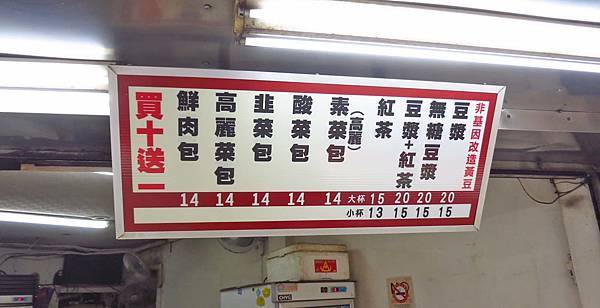 非基因改造黃豆
豆漿 20 15
無糖豆漿 20 15
豆漿+紅茶 20 15
紅茶 15 13
大杯
小杯
素菜包(高麗) 14
酸菜包 14
韭菜包 14
高麗菜包 14
鮮肉包 14
買十送一